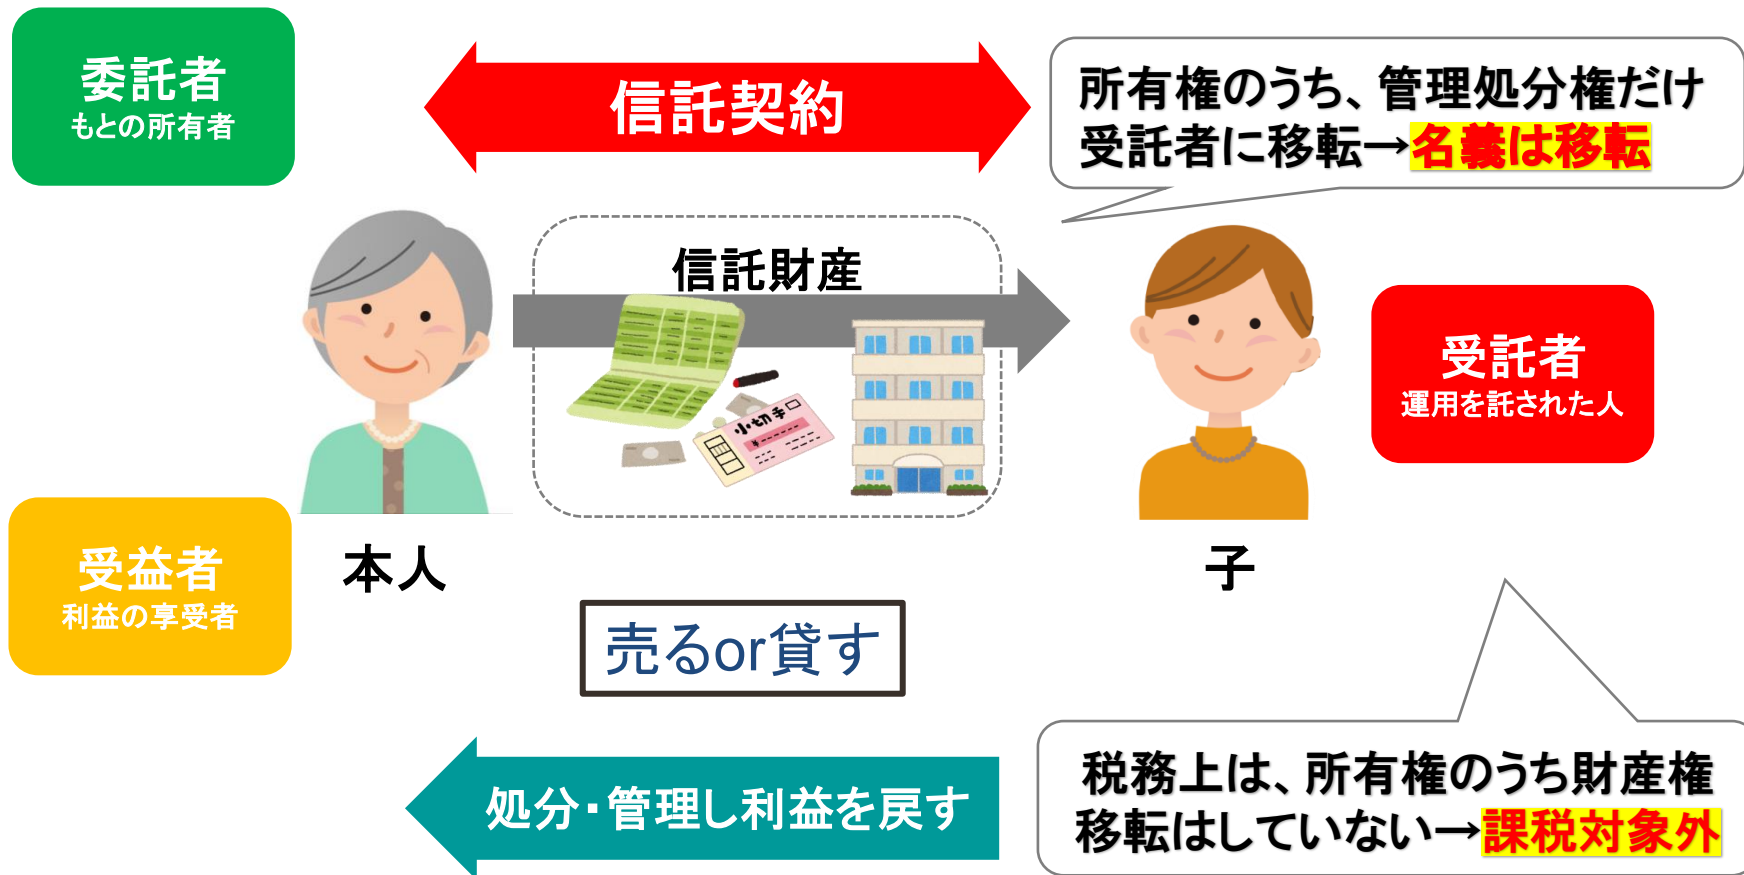 委託者
もとの所有者
信託契約
所有権のうち、管理処分権だけ
受託者に移転→名義は移転
信託財産
小切手
¥
受託者
運用を託された人
受益者
利益の享受者
本人
子
売るor貸す
処分・管理し利益を戻す
税務上は、所有権のうち財産権
移転はしていない→課税対象外